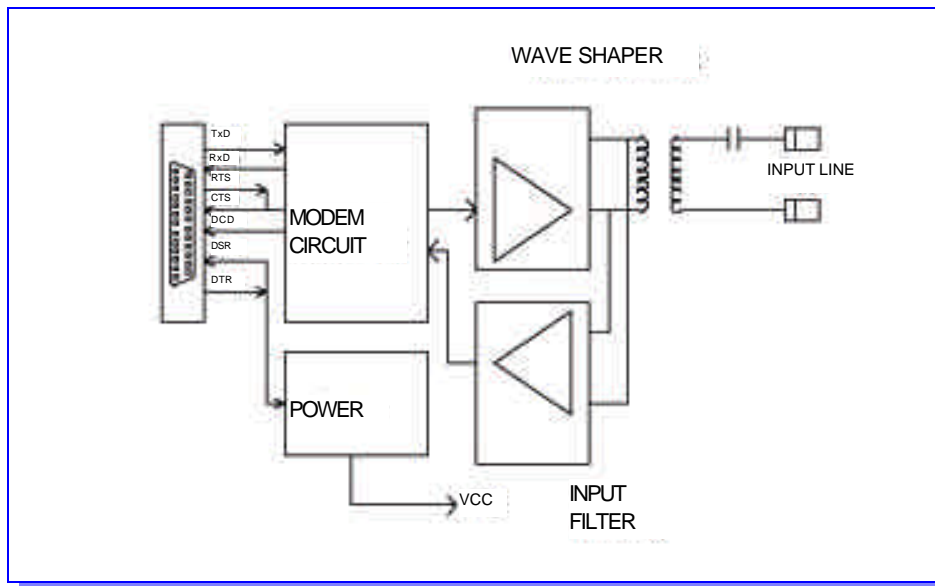 WAVE SHAPER
TxD
RxD
RTS
CTS
DCD
DSR
DTR
MODEM
CIRCUIT
INPUT LINE
POWER
VCC
INPUT
FILTER